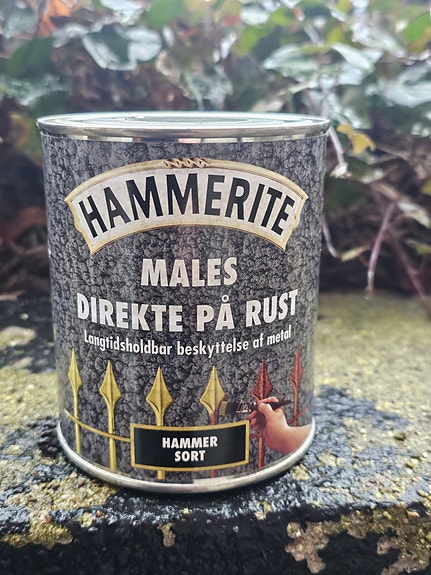 HAMMERITE
MALES
DIREKTE PÅ RUST
Langtidsholdbar beskyttelse af metal
HAMMER
SORT